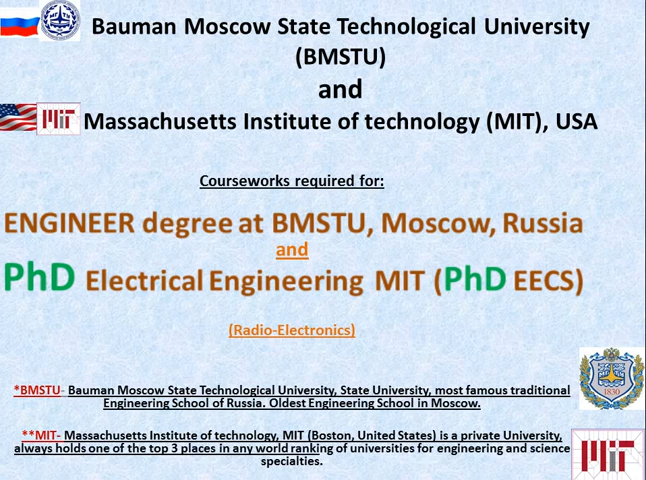 Bauman Moscow State Technological University
(BMSTU)
and
MIT
Massachusetts Institute of technology (MIT), USA
Courseworks required for:
ENGINEER degree at BMSTU, Moscow, Russia
and
PhD Electrical Engineering MIT (PhD EECS)
(Radio-Electronics)
*BMSTU- Bauman Moscow State Technological University, State University, most famous traditional
Engineering School of Russia. Oldest Engineering School in Moscow.
1830
**MIT- Massachusetts Institute of technology, MIT (Boston, United States) is a private University,
always holds one of the top 3 places in any world ranking of universities for engineering and science
specialties.
MIT